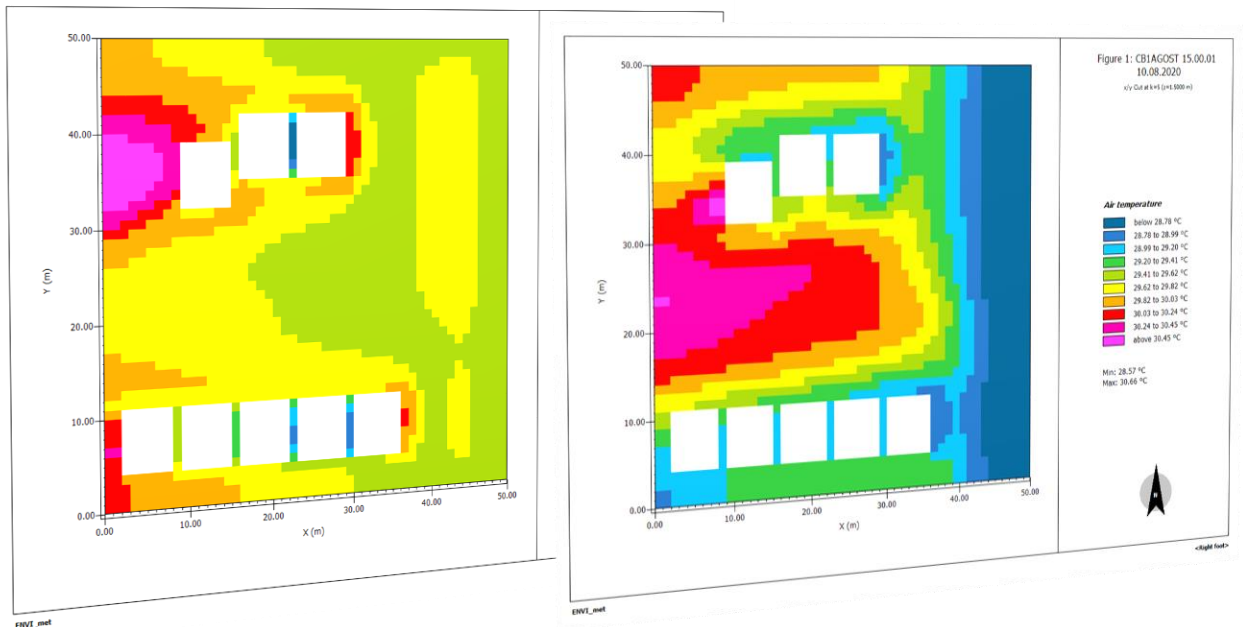 50.00
40.00
30.00
20.00
10.00
0.00
Y (m)
0.00
10.00
20.00
30.00
40.00
50.00
X (m)
ENVI_met
50.00
40.00
30.00
20.00
10.00
0.00
Y (m)
0.00
10.00
20.00
30.00
40.00
50.00
X (m)
ENVI_met
Figure 1: CB1AGOST 15.00.01
10.08.2020
x/y Cut at k=5 (z=1.5000 m)
Air temperature
below 28.78 °C
28.78 to 28.99 °C
28.99 to 29.20 °C
29.20 to 29.41 °C
29.41 to 29.62 °C
29.62 to 29.82 °C
29.82 to 30.03 °C
30.03 to 30.24 °C
30.24 to 30.45 °C
above 30.45 °C
Min: 28.57 °C
Max: 30.66 °C
N
<Right foot>